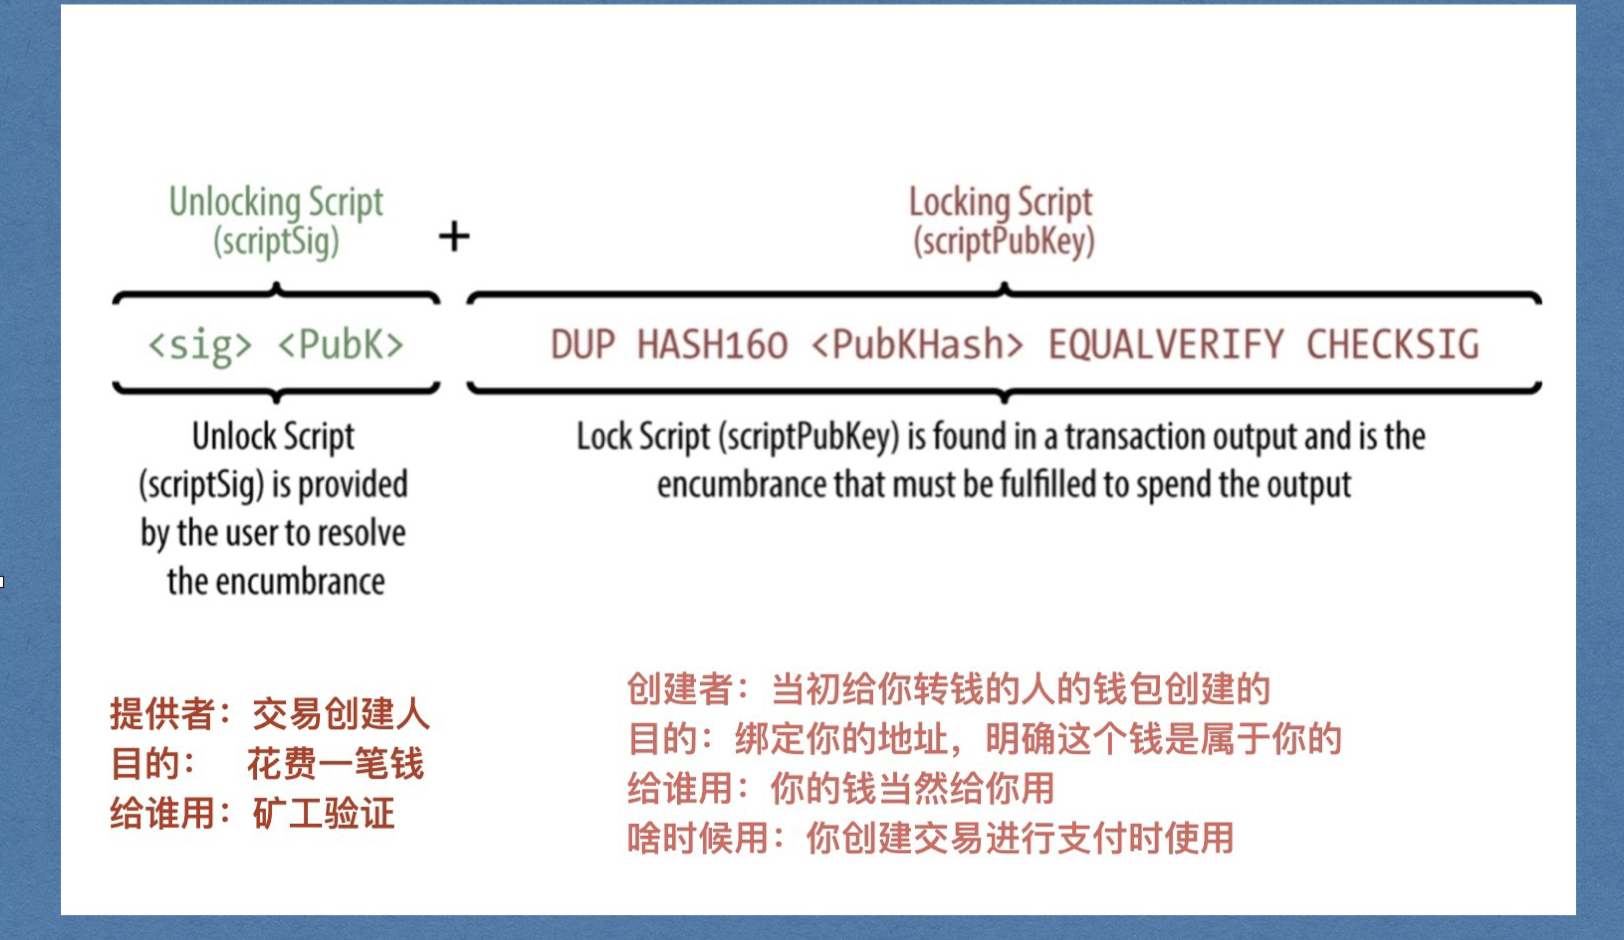 Unlocking Script
(scriptSig)
+
Locking Script
(scriptPubKey)
<sig> <PubK>
DUP HASH160 <PubKHash> EQUALVERIFY CHECKSIG
Unlock Script
(scriptSig) is provided
by the user to resolve
the encumbrance
Lock Script (scriptPubKey) is found in a transaction output and is the
encumbrance that must be fulfilled to spend the output
提供者：交易创建人
目的： 花费一笔钱
给谁用：矿工验证
创建者：当初给你转钱的人的钱包创建的
目的：绑定你的地址，明确这个钱是属于你的
给谁用：你的钱当然给你用
啥时候用：你创建交易进行支付时使用